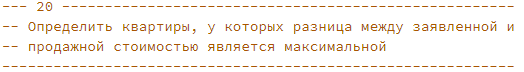 --- 20 ---------------------------------------------------------
-- Определить квартиры, у которых разница между заявленной и
-- продажной стоимостью является максимальной
----------------------------------------------------------------